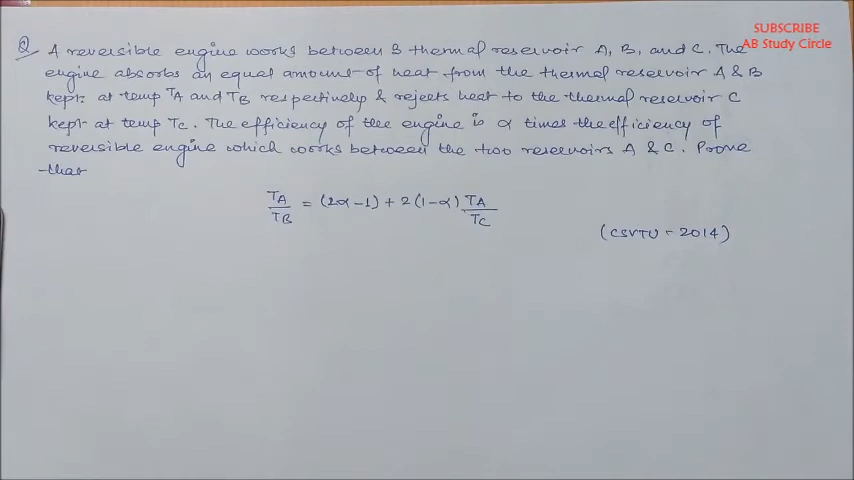 SUBSCRIBE
AB Study Circle
Q. A reversible engine works between 3 thermal reservoir A, B, and C. The
engine absorbs an equal amount of heat from the thermal reservoir A & B
kept at temp TA and TB respectively & rejects heat to the thermal reservoir C
kept at temp TC. The efficiency of the engine is α times the efficiency of
reversible engine which works between the two reservoirs A & C. Prove
that
TA/TB = (2α-1) + 2(1-α) TA/TC
(CSVTU - 2014)